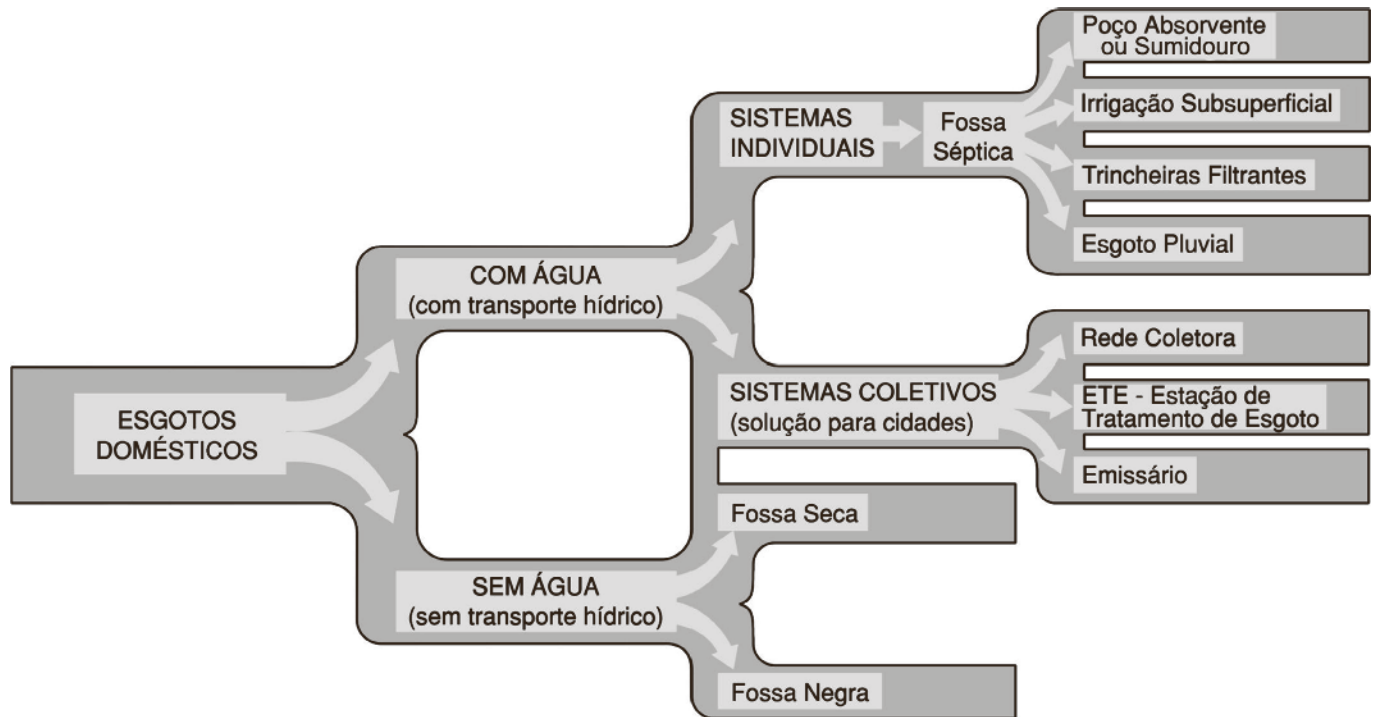 ESGOTOS
DOMÉSTICOS
COM ÁGUA
(com transporte hídrico)
SISTEMAS
INDIVIDUAIS
Fossa
Séptica
Poço Absorvente
ou Sumidouro
Irrigação Subsuperficial
Trincheiras Filtrantes
Esgoto Pluvial
SISTEMAS COLETIVOS
(solução para cidades)
Rede Coletora
ETE - Estação de
Tratamento de Esgoto
Emissário
SEM ÁGUA
(sem transporte hídrico)
Fossa Seca
Fossa Negra